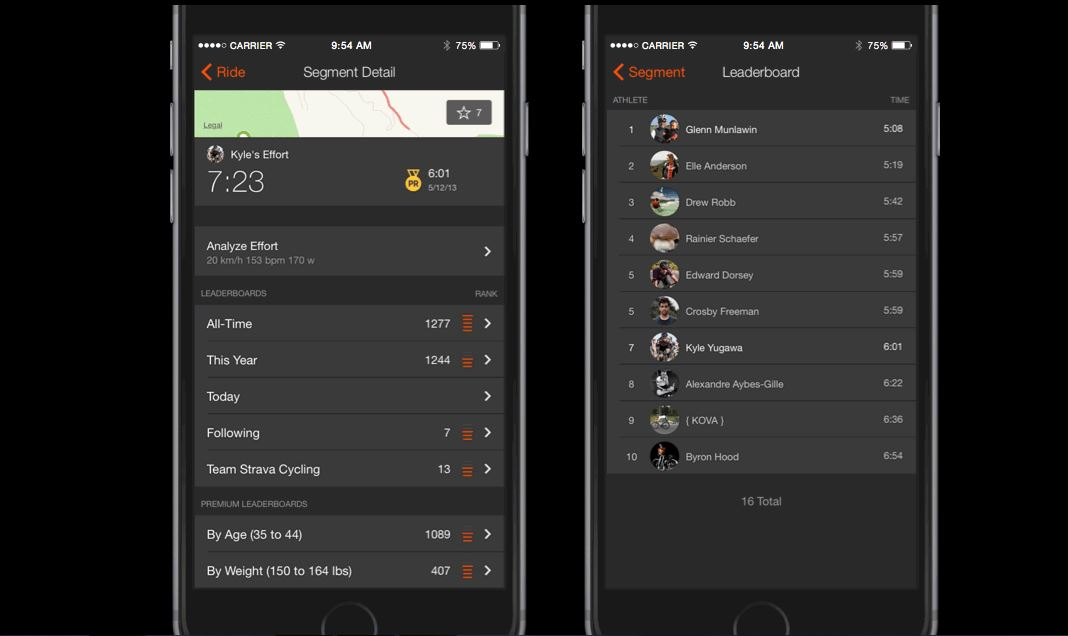 CARRIER 9:54 AM 75%
Ride Segment Detail
Legal
7
Kyle's Effort
7:23
PR
6:01
5/12/13
Analyze Effort
20 km/h 153 bpm 170 w
LEADERBOARDS RANK
All-Time 1277
This Year 1244
Today
Following 7
Team Strava Cycling 13
PREMIUM LEADERBOARDS
By Age (35 to 44) 1089
By Weight (150 to 164 lbs) 407
CARRIER 9:54 AM 75%
Segment Leaderboard
ATHLETE TIME
1 Glenn Munlawin 5:08
2 Elle Anderson 5:19
3 Drew Robb 5:42
4 Rainier Schaefer 5:57
5 Edward Dorsey 5:59
5 Crosby Freeman 5:59
7 Kyle Yugawa 6:01
8 Alexandre Aybes-Gille 6:22
9 { KOVA } 6:36
10 Byron Hood 6:54
16 Total